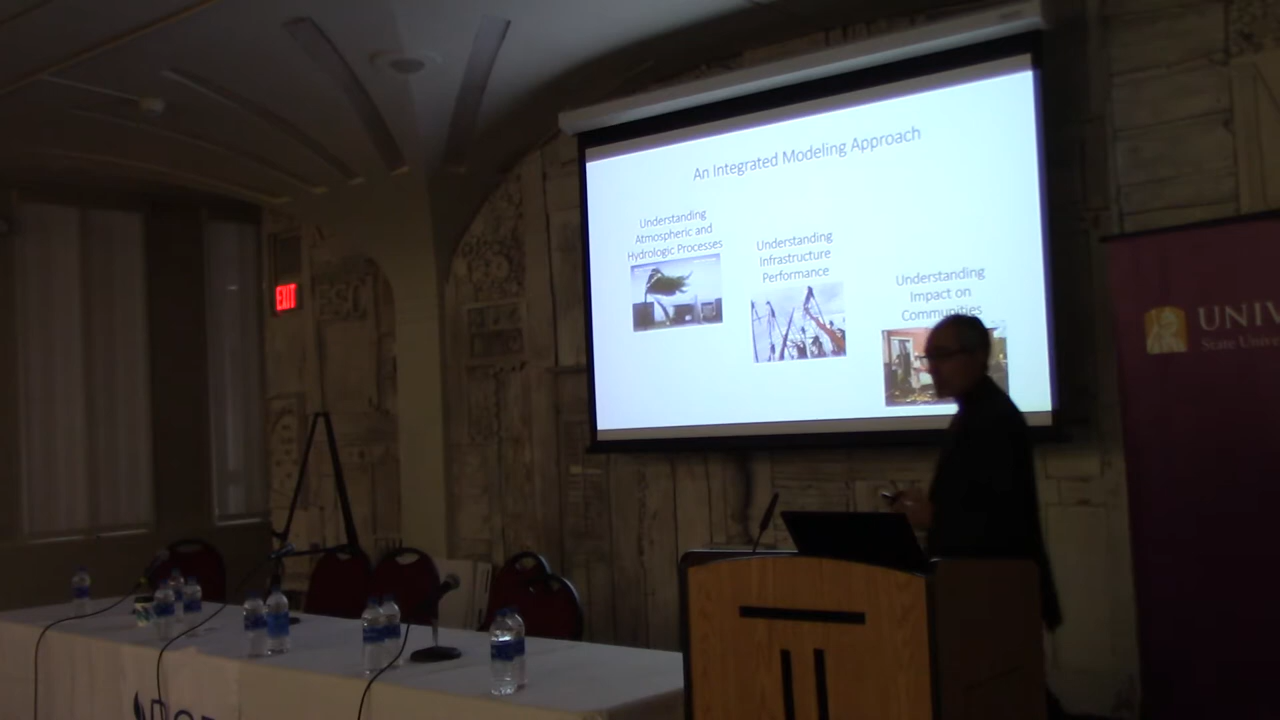 An Integrated Modeling Approach
Understanding
Atmospheric and
Hydrologic Processes
Understanding
Infrastructure
Performance
Understanding
Impact on
Communities
EXIT
UNIV
State Univer